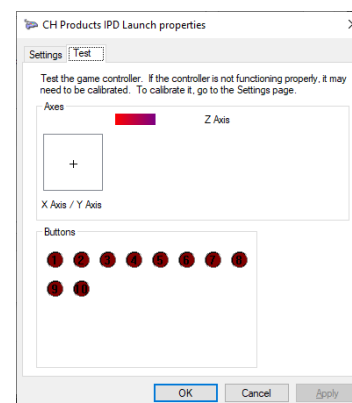 CH Products IPD Launch properties
Settings Test
Test the game controller. If the controller is not functioning properly, it may
need to be calibrated. To calibrate it, go to the Settings page.
Axes
Z Axis
X Axis / Y Axis
Buttons
1 2 3 4 5 6 7 8
9 10
OK Cancel Apply